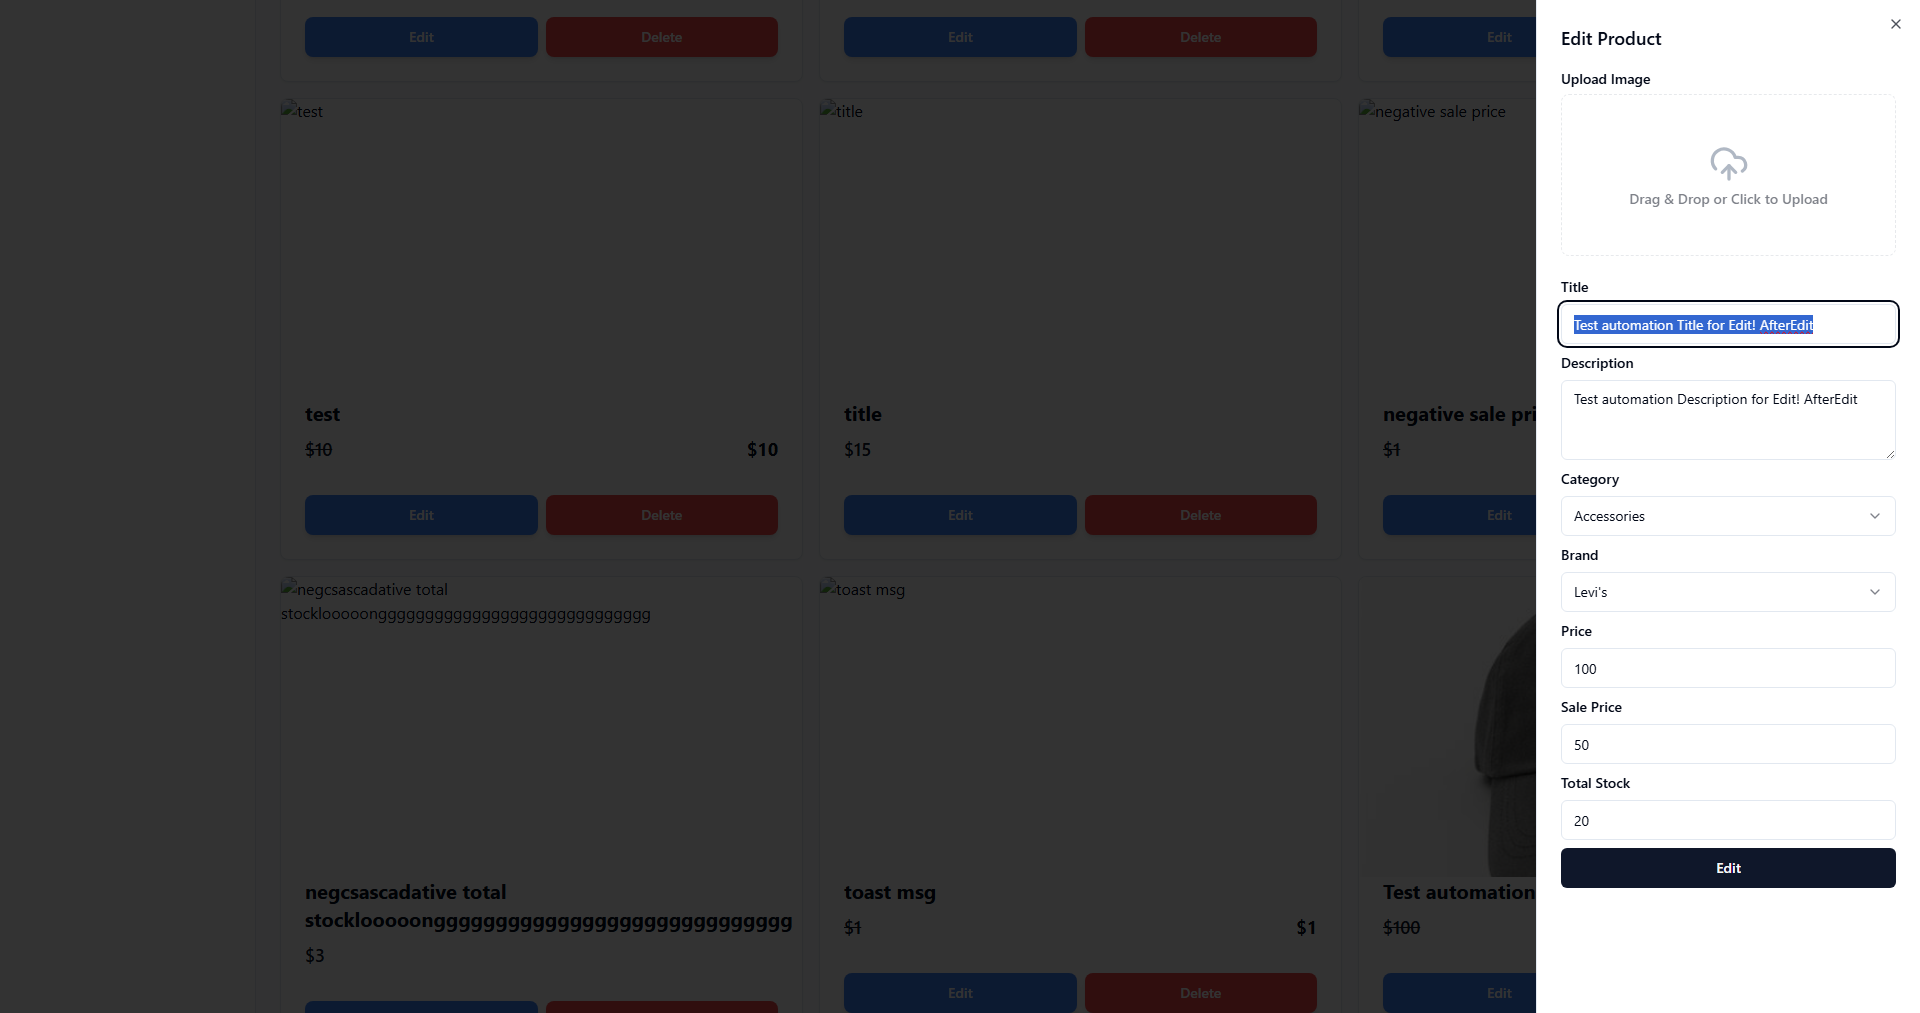 Edit Delete Edit Delete Edit
test title negative sale price
test title negative sale pri
$10 $10 $15 $1
Edit Delete Edit Delete Edit
negcsascadative total
stocklooooongggggggggggggggggggggggggggggg
toast msg
negcsascadative total
stocklooooongggggggggggggggggggggggggggggg
$3
toast msg
$1 $1
Edit Delete
Test automation
$100
Edit
Edit Product
Upload Image
Drag & Drop or Click to Upload
Title
Test automation Title for Edit! AfterEdit
Description
Test automation Description for Edit! AfterEdit
Category
Accessories
Brand
Levi's
Price
100
Sale Price
50
Total Stock
20
Edit